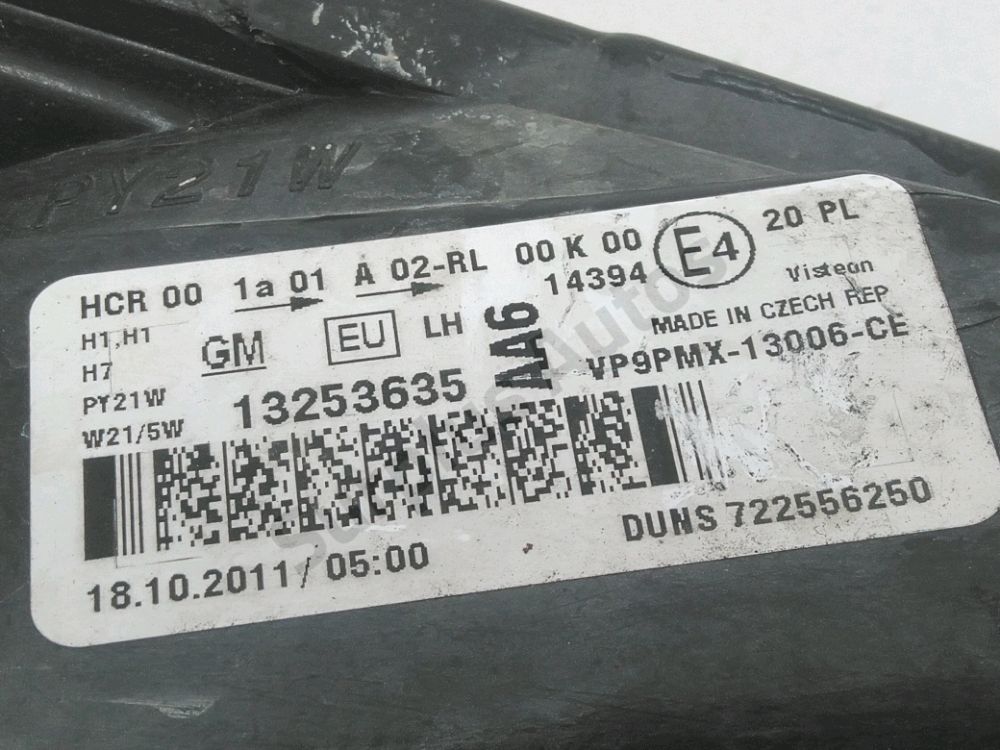 PY21W
HCR 00 1a 01 A 02-RL 00 K 00 E4 20 PL
H1,H1 GM EU LH AA6 14394 Visteon
H7 MADE IN CZECH REP
PY21W 13253635 VP9PMX-13006-CE
W21/5W
DUNS 722556250
18.10.2011/ 05:00